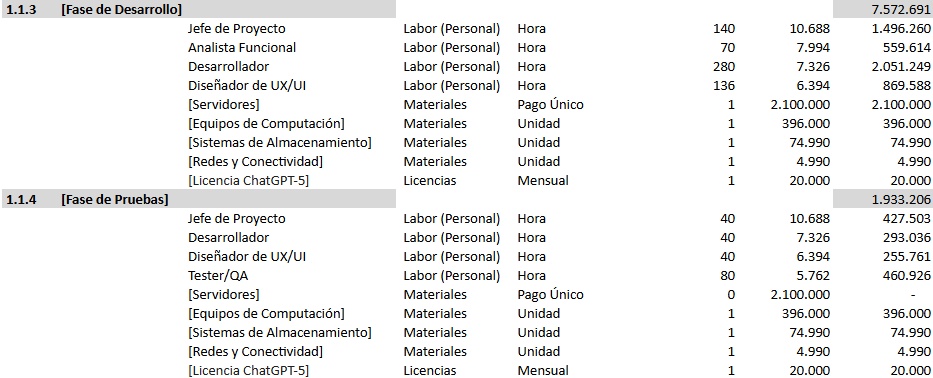 1.1.3 [Fase de Desarrollo] 7.572.691
Jefe de Proyecto Labor (Personal) Hora 140 10.688 1.496.260
Analista Funcional Labor (Personal) Hora 70 7.994 559.614
Desarrollador Labor (Personal) Hora 280 7.326 2.051.249
Diseñador de UX/UI Labor (Personal) Hora 136 6.394 869.588
[Servidores] Materiales Pago Único 1 2.100.000 2.100.000
[Equipos de Computación] Materiales Unidad 1 396.000 396.000
[Sistemas de Almacenamiento] Materiales Unidad 1 74.990 74.990
[Redes y Conectividad] Materiales Unidad 1 4.990 4.990
[Licencia ChatGPT-5] Licencias Mensual 1 20.000 20.000
1.1.4 [Fase de Pruebas] 1.933.206
Jefe de Proyecto Labor (Personal) Hora 40 10.688 427.503
Desarrollador Labor (Personal) Hora 40 7.326 293.036
Diseñador de UX/UI Labor (Personal) Hora 40 6.394 255.761
Tester/QA Labor (Personal) Hora 80 5.762 460.926
[Servidores] Materiales Pago Único 0 2.100.000 -
[Equipos de Computación] Materiales Unidad 1 396.000 396.000
[Sistemas de Almacenamiento] Materiales Unidad 1 74.990 74.990
[Redes y Conectividad] Materiales Unidad 1 4.990 4.990
[Licencia ChatGPT-5] Licencias Mensual 1 20.000 20.000